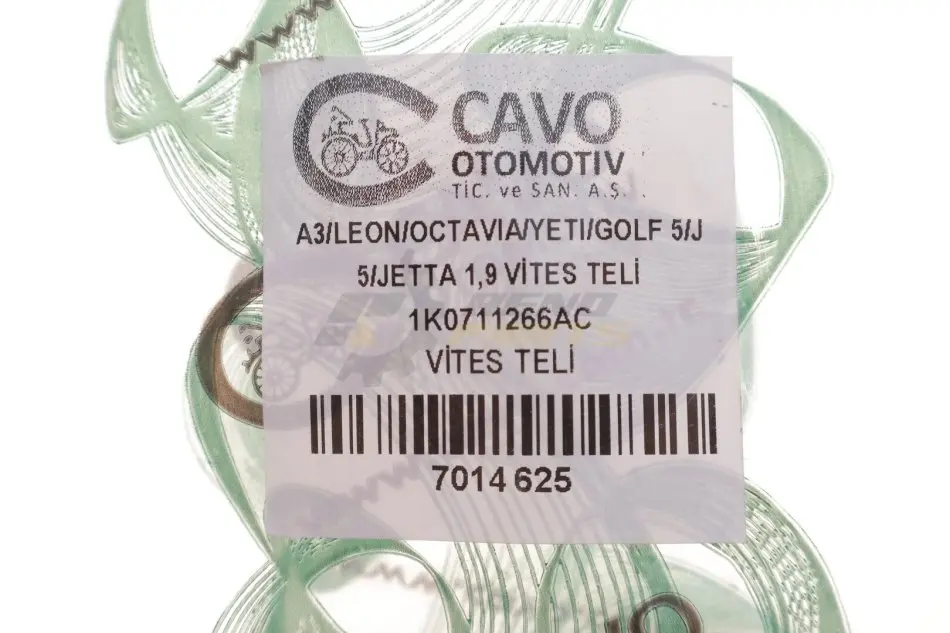 www
CAVO
OTOMOTIV
TİC. ve SAN. A.Ş.
A3/LEON/OCTAVIA/YETI/GOLF 5/J
5/JETTA 1,9 VİTES TELİ
1K0711266AC
VİTES TELİ
7014 625